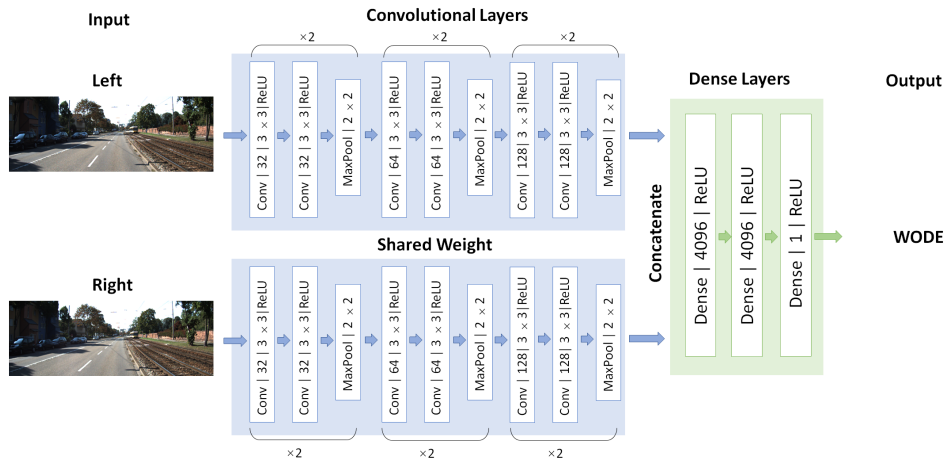 Input
Convolutional Layers
×2
×2
×2
Left
Dense Layers
Output
Conv | 32| 3 × 3|ReLU
Conv | 32| 3 × 3|ReLU
MaxPool | 2 × 2
Conv | 64| 3 × 3|ReLU
Conv | 64| 3 × 3|ReLU
MaxPool | 2 × 2
Conv | 128| 3 × 3|ReLU
Conv | 128| 3 × 3|ReLU
MaxPool | 2 × 2
Shared Weight
Concatenate
Dense | 4096 | ReLU
Dense | 4096 | ReLU
Dense | 1 | ReLU
WODE
Right
Conv | 32| 3 × 3|ReLU
Conv | 32| 3 × 3|ReLU
MaxPool | 2 × 2
Conv | 64| 3 × 3|ReLU
Conv | 64| 3 × 3|ReLU
MaxPool | 2 × 2
Conv | 128| 3 × 3|ReLU
Conv | 128| 3 × 3|ReLU
MaxPool | 2 × 2
×2
×2
×2